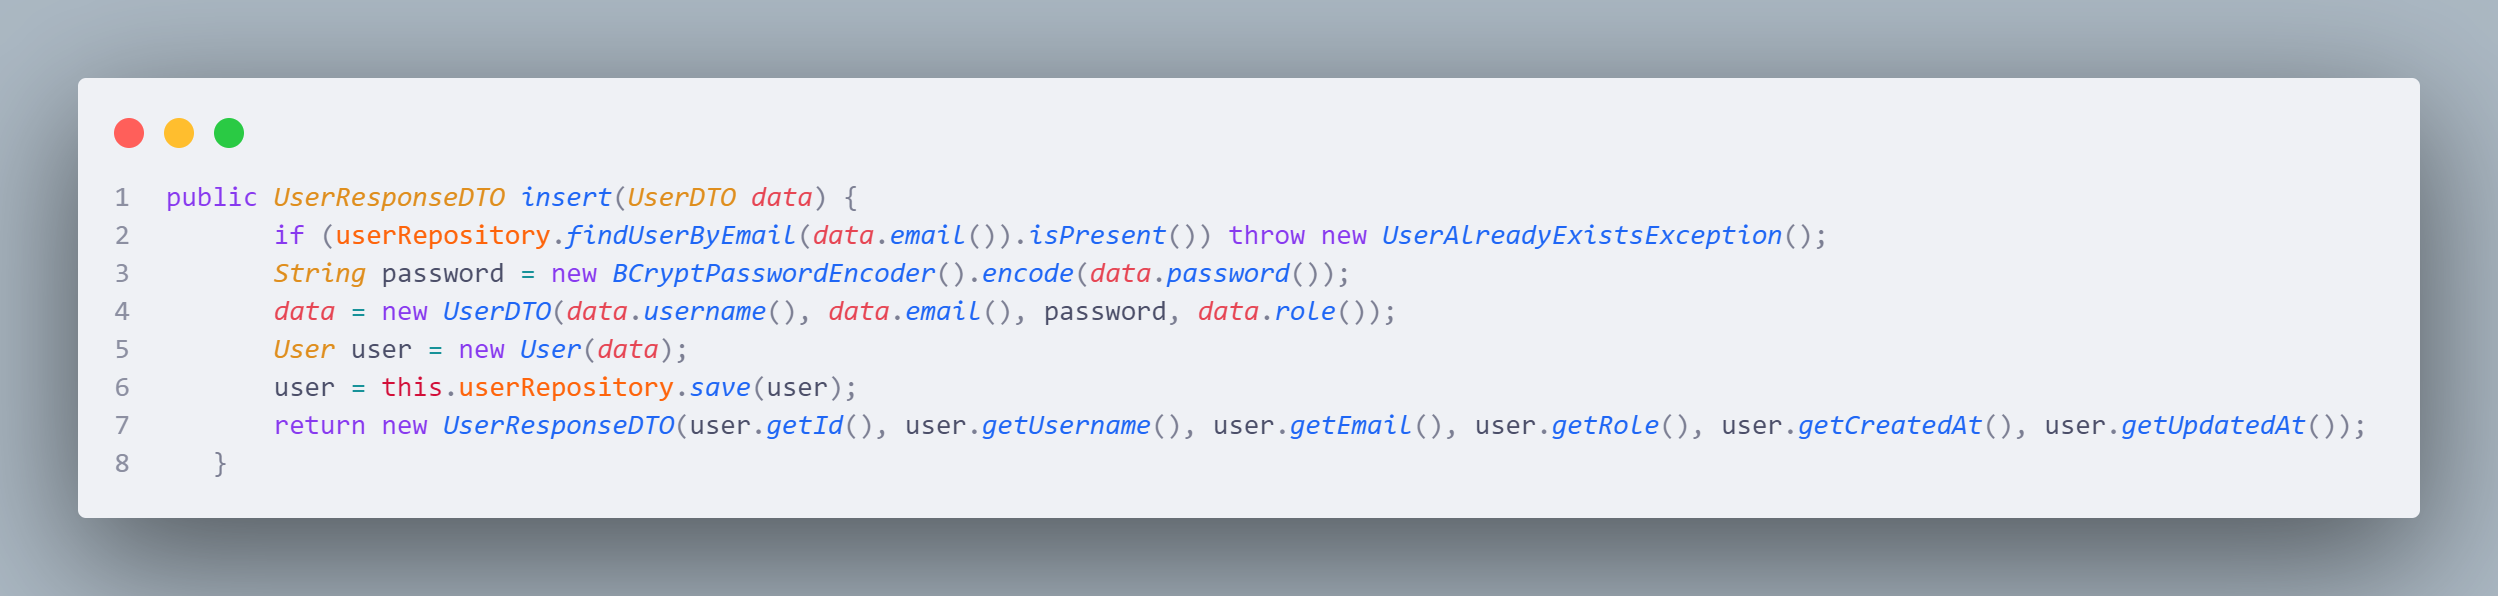 1 public UserResponseDTO insert(UserDTO data) {
2 if (userRepository.findUserByEmail(data.email()).isPresent()) throw new UserAlreadyExistsException();
3 String password = new BCryptPasswordEncoder().encode(data.password());
4 data = new UserDTO(data.username(), data.email(), password, data.role());
5 User user = new User(data);
6 user = this.userRepository.save(user);
7 return new UserResponseDTO(user.getId(), user.getUsername(), user.getEmail(), user.getRole(), user.getCreatedAt(), user.getUpdatedAt());
8 }